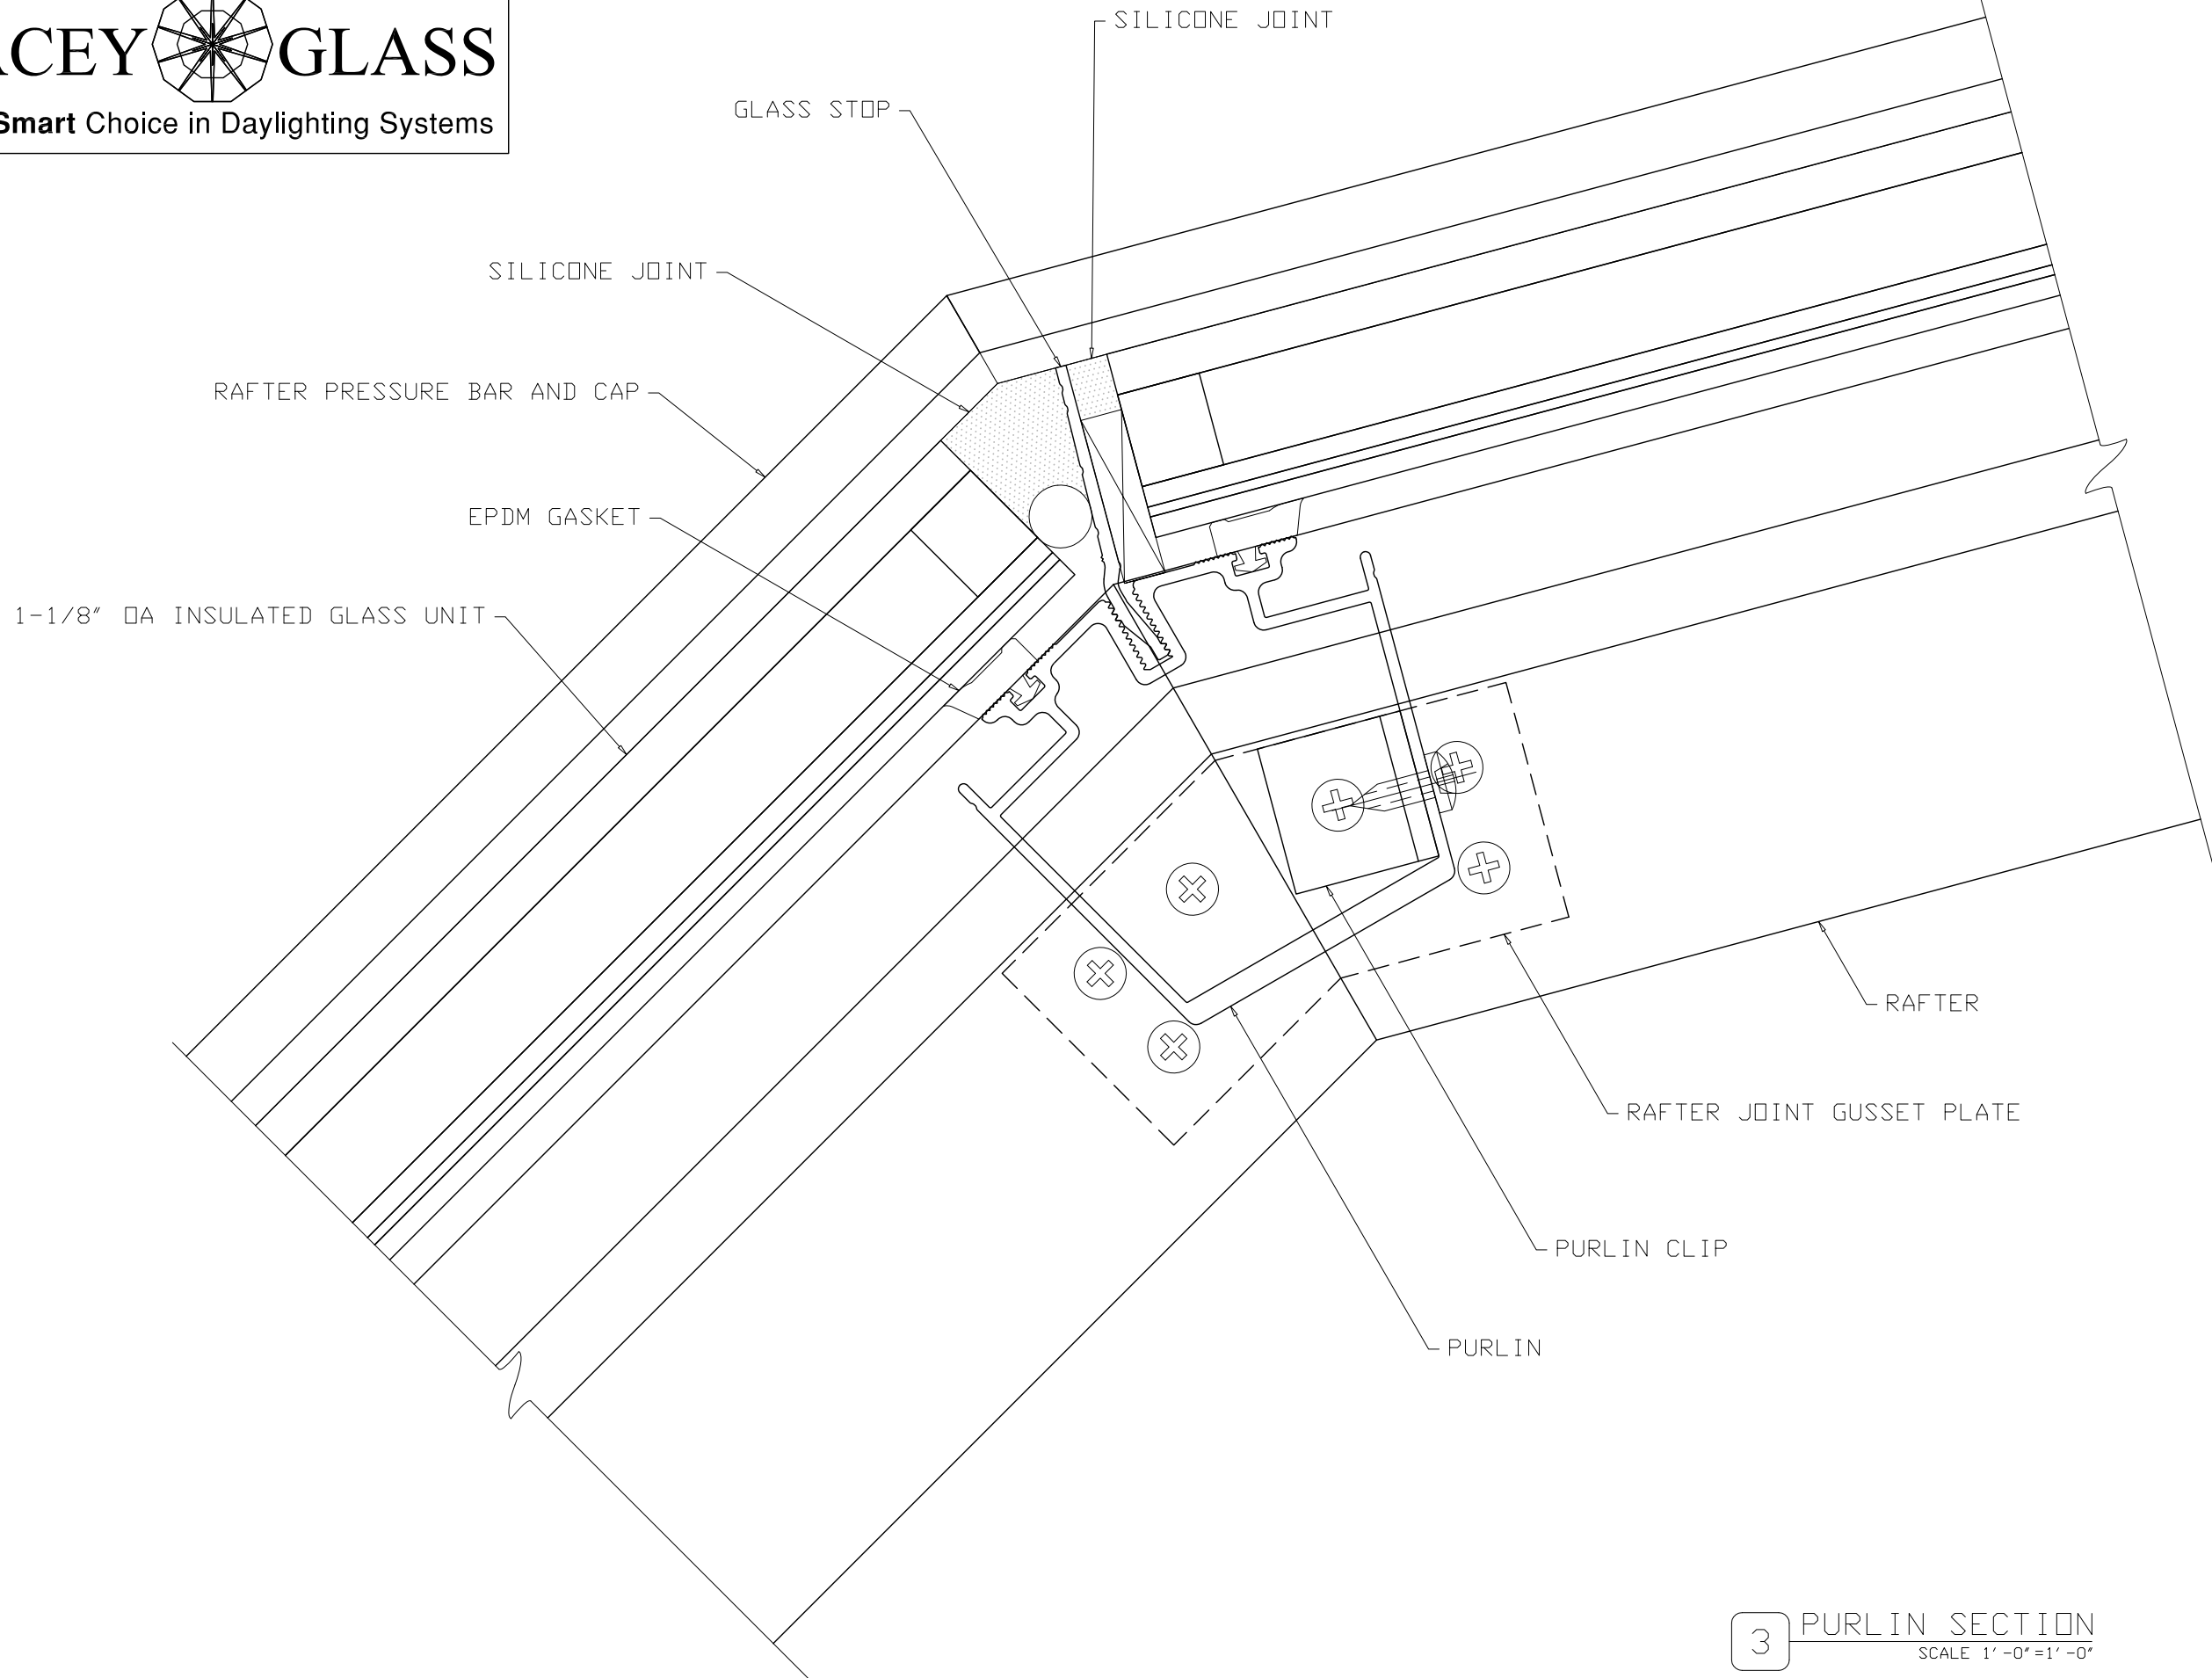 GLASS
Smart Choice in Daylighting Systems
SILICONE JOINT
GLASS STOP
SILICONE JOINT
RAFTER PRESSURE BAR AND CAP
EPDM GASKET
1-1/8" OA INSULATED GLASS UNIT
RAFTER
RAFTER JOINT GUSSET PLATE
PURLIN CLIP
PURLIN
3 PURLIN SECTION
SCALE 1'-0"=1'-0"